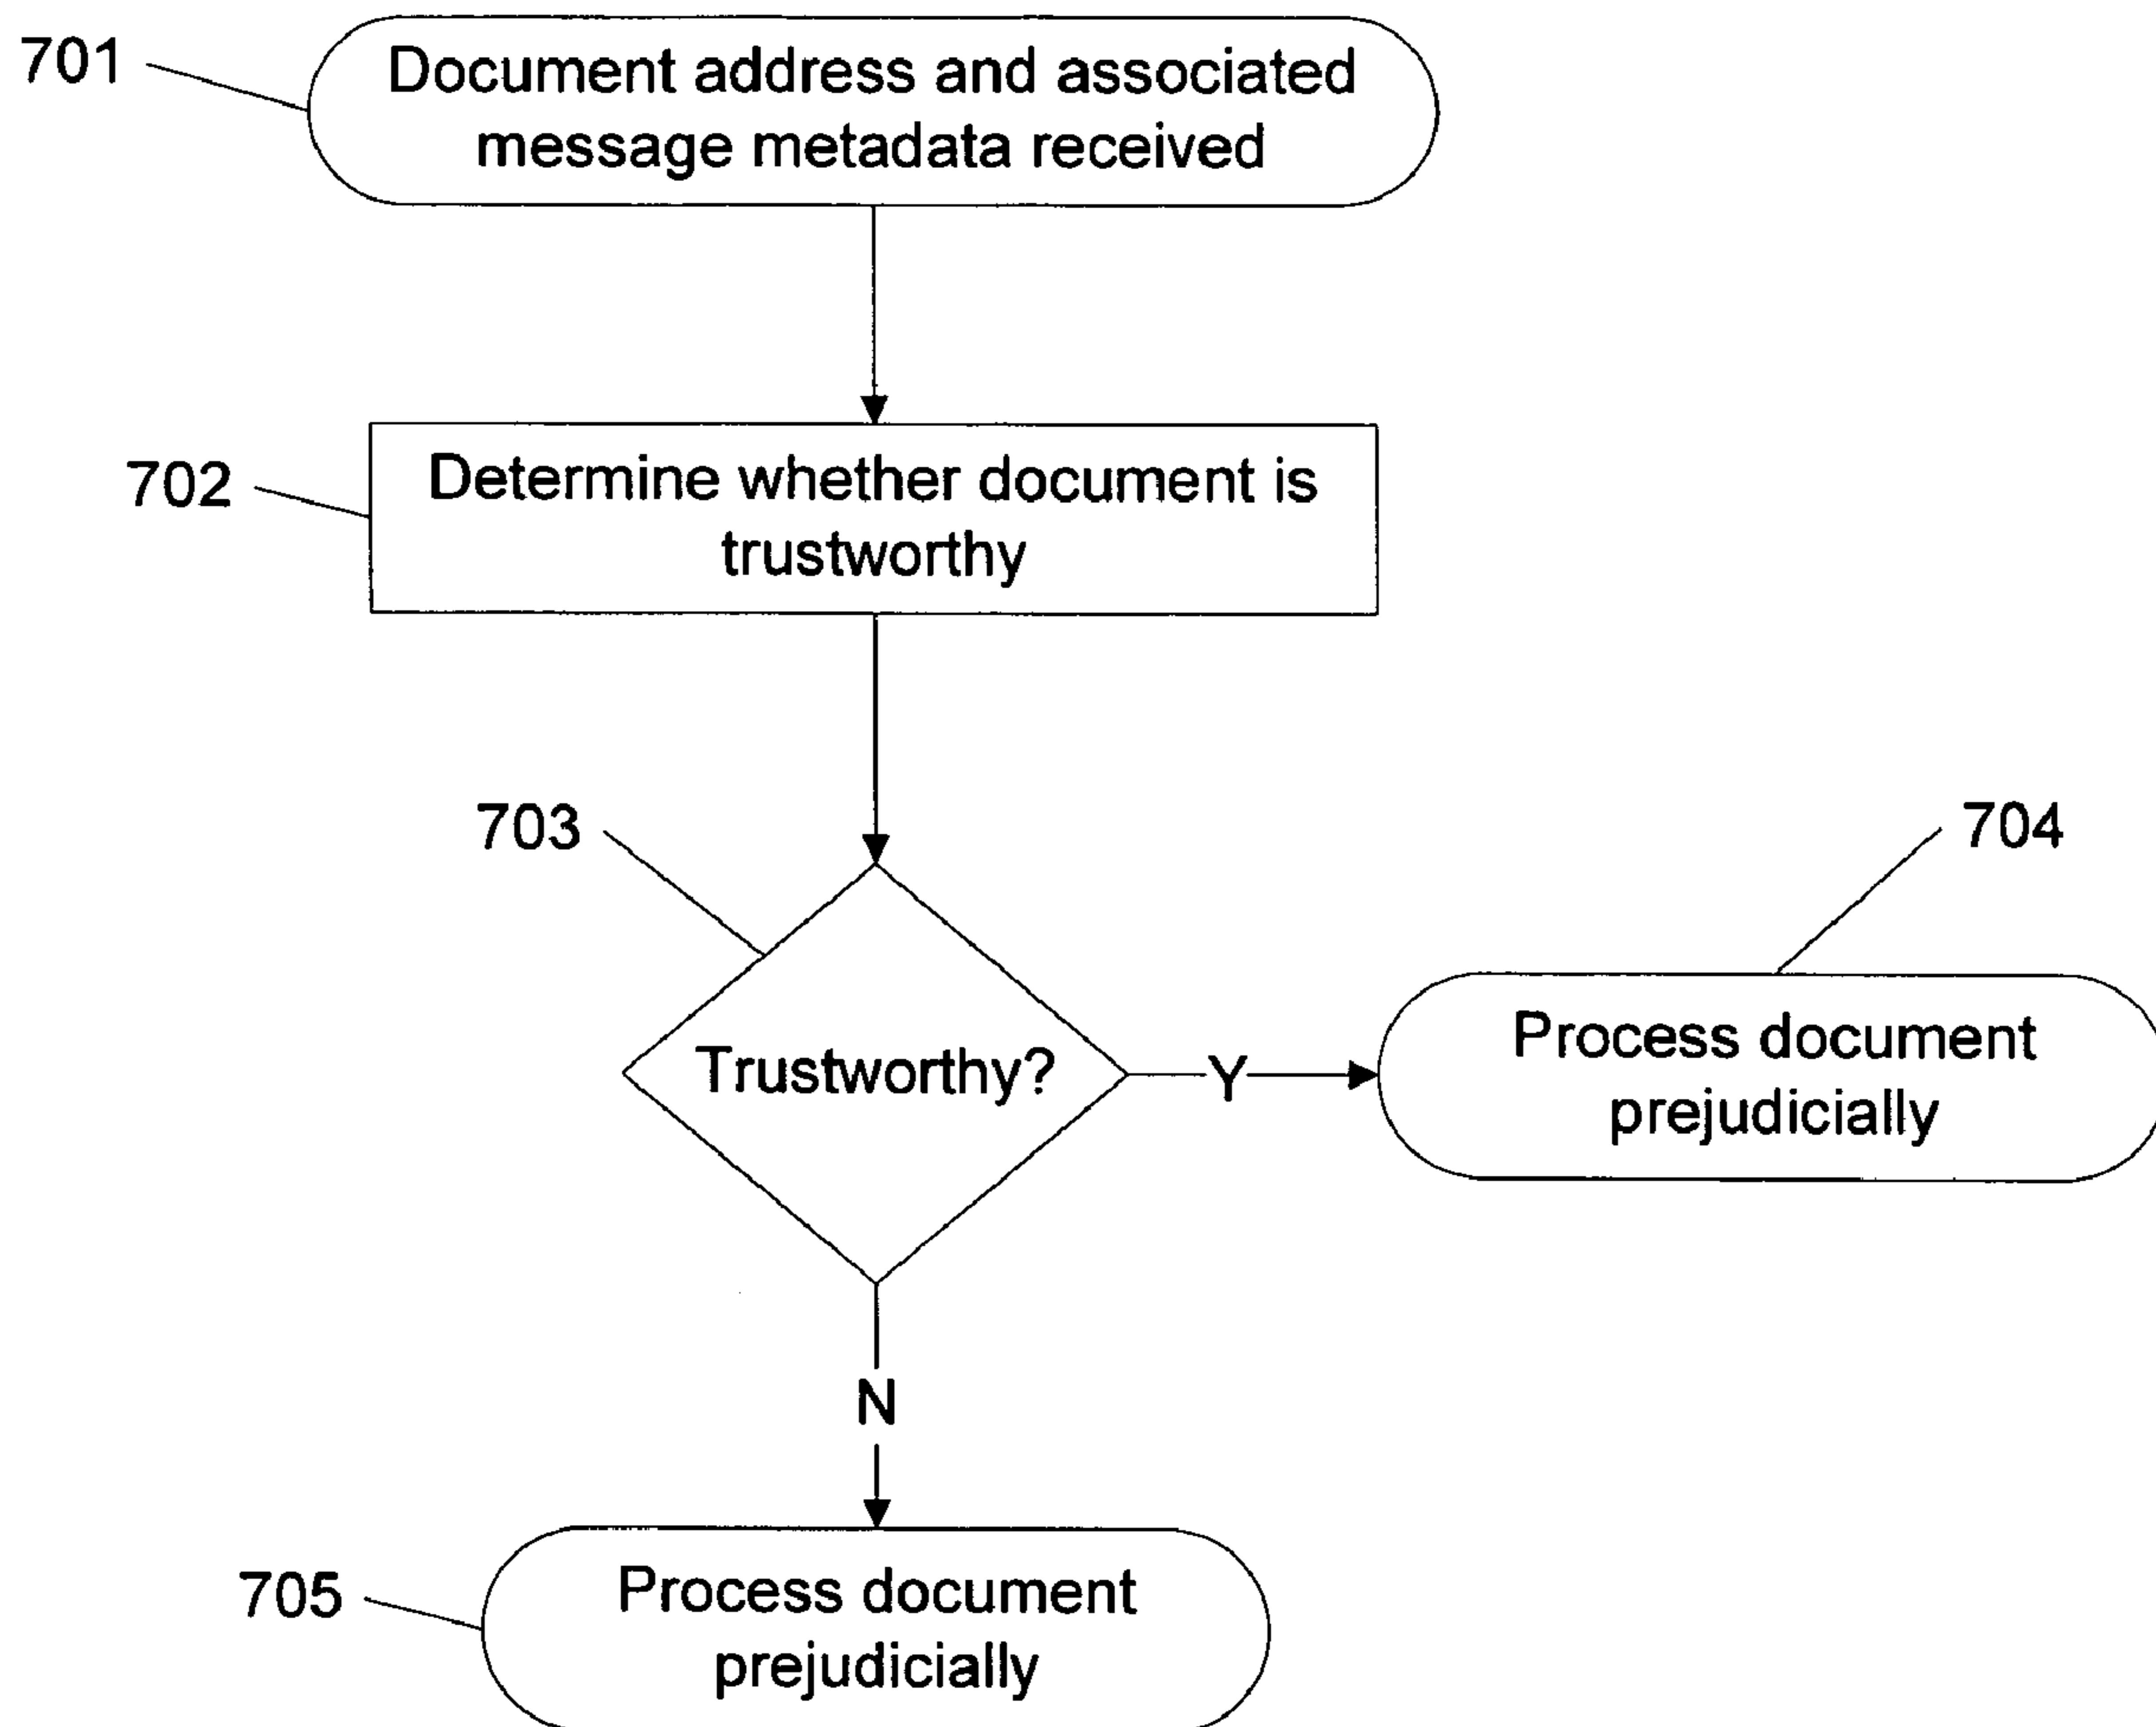 701
Document address and associated
message metadata received
702
Determine whether document is
trustworthy
703
704
Trustworthy?
Y
Process document
prejudicially
N
705
Process document
prejudicially